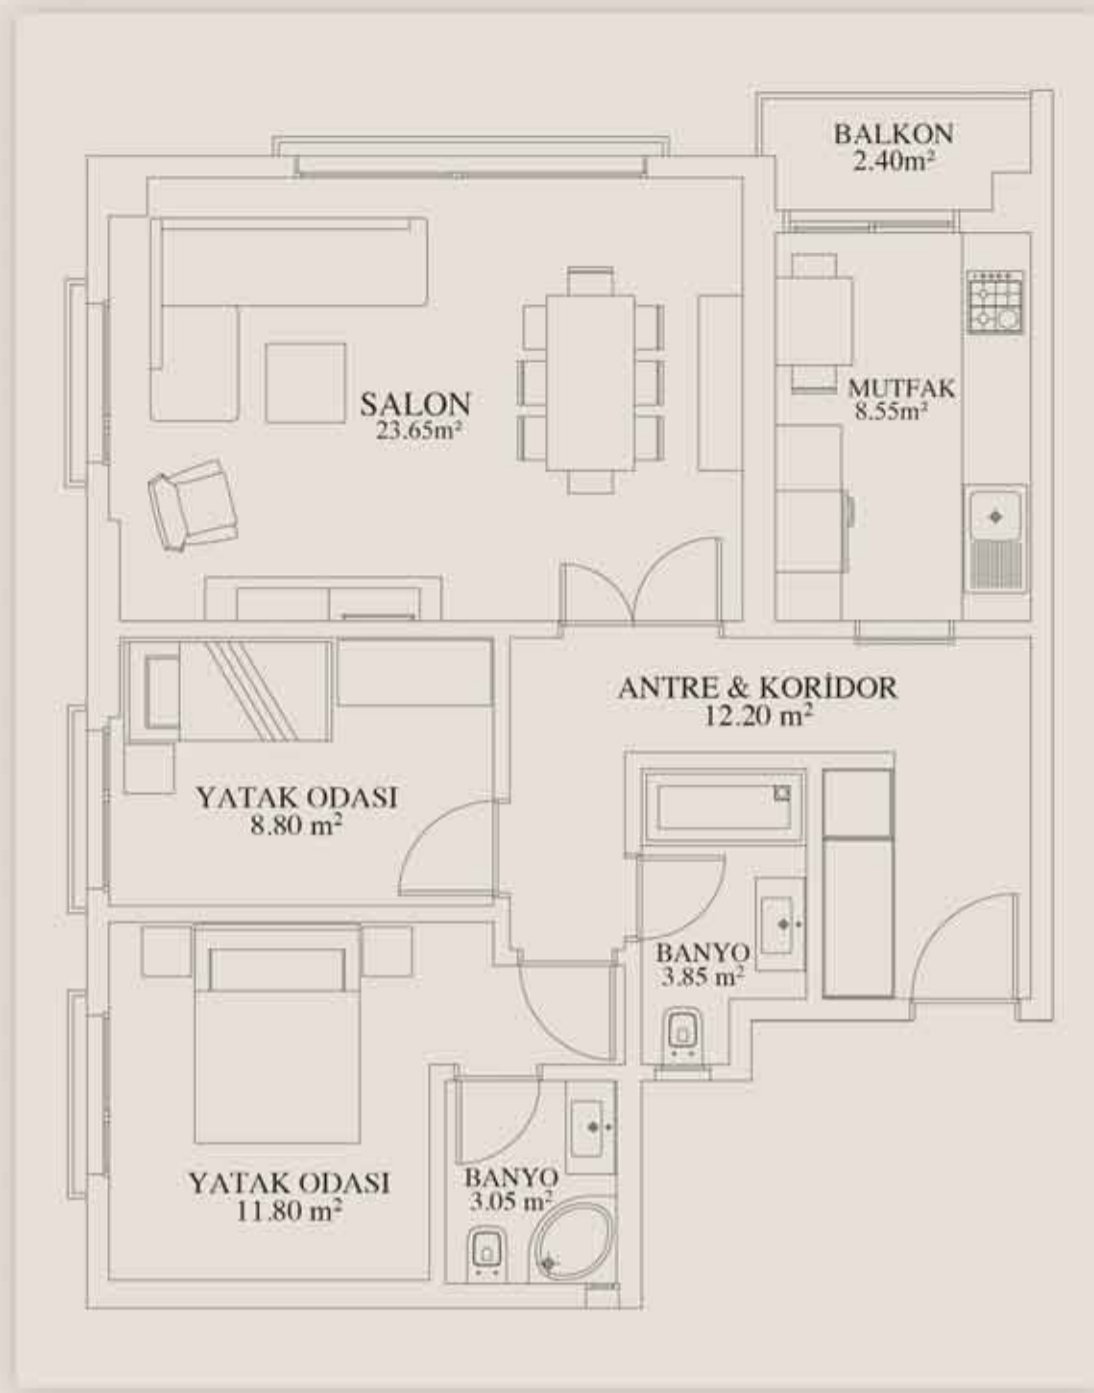 BALKON
2.40m²
SALON
23.65m²
MUTFAK
8.55m²
ANTRE & KORİDOR
12.20 m²
YATAK ODASI
8.80 m²
BANYO
3.85 m²
YATAK ODASI
11.80 m²
BANYO
3.05 m²